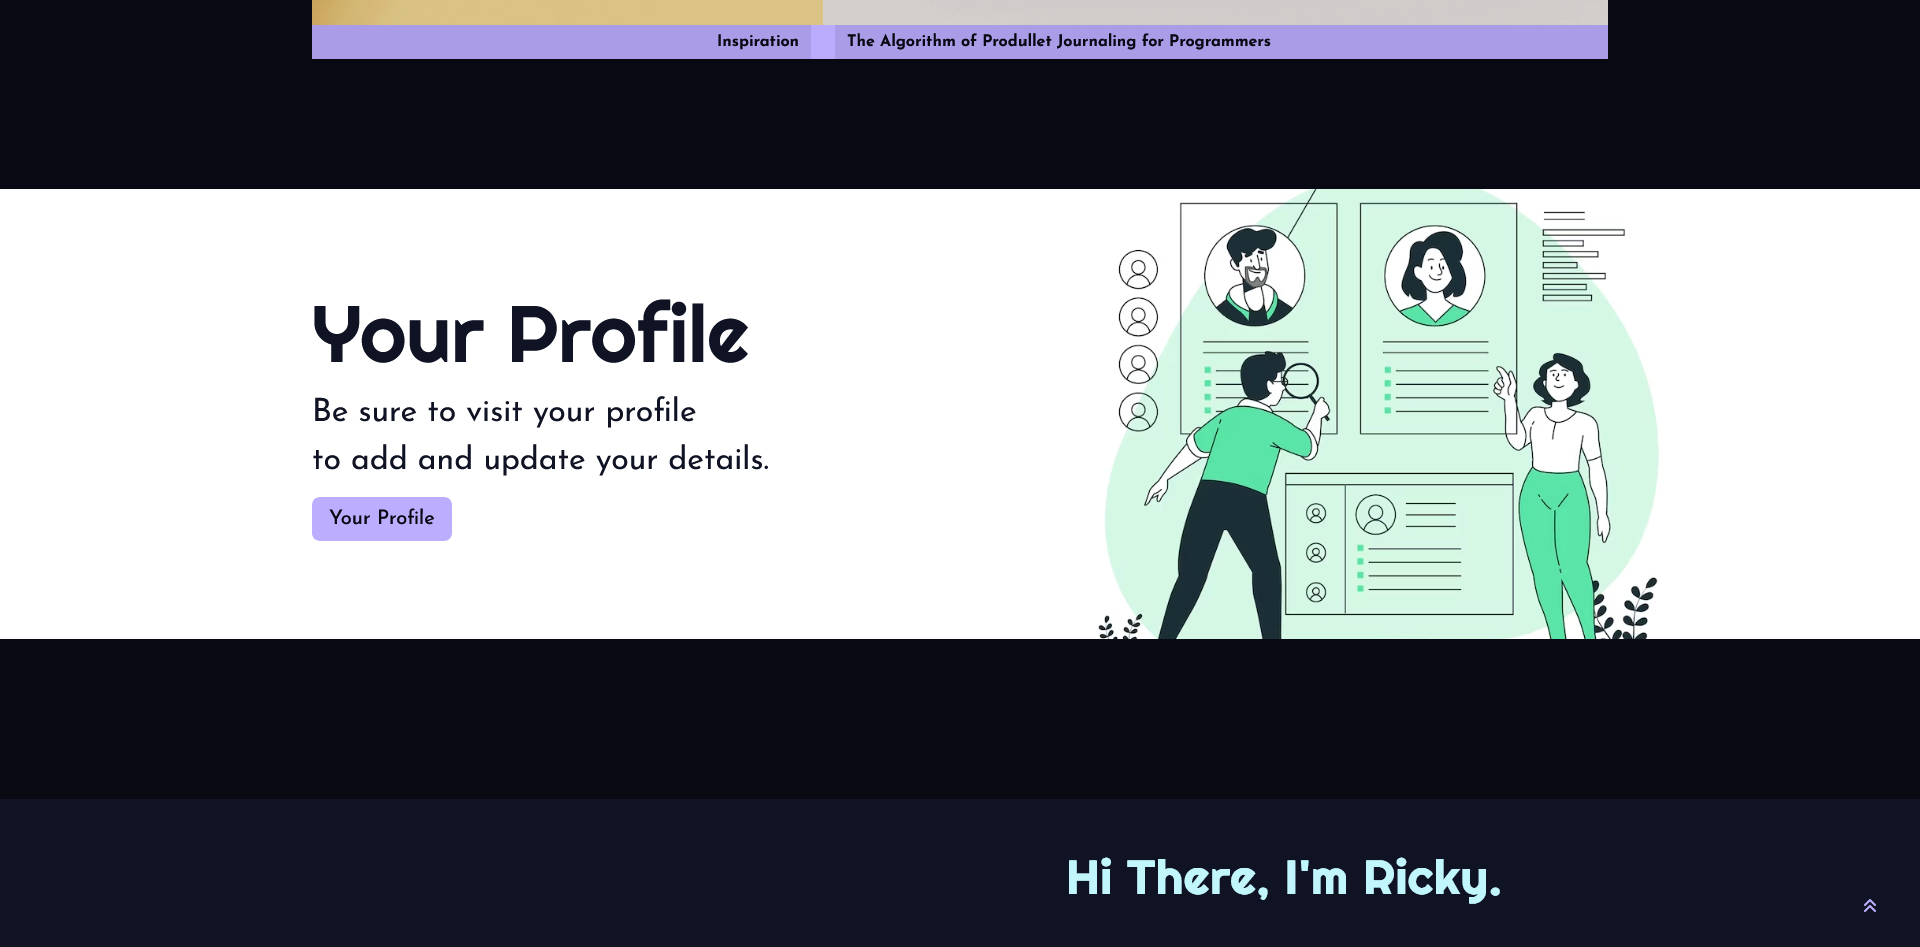 Inspiration
The Algorithm of Produllet Journaling for Programmers
Your Profile
Be sure to visit your profile
to add and update your details.
Your Profile
Hi There, I'm Ricky.